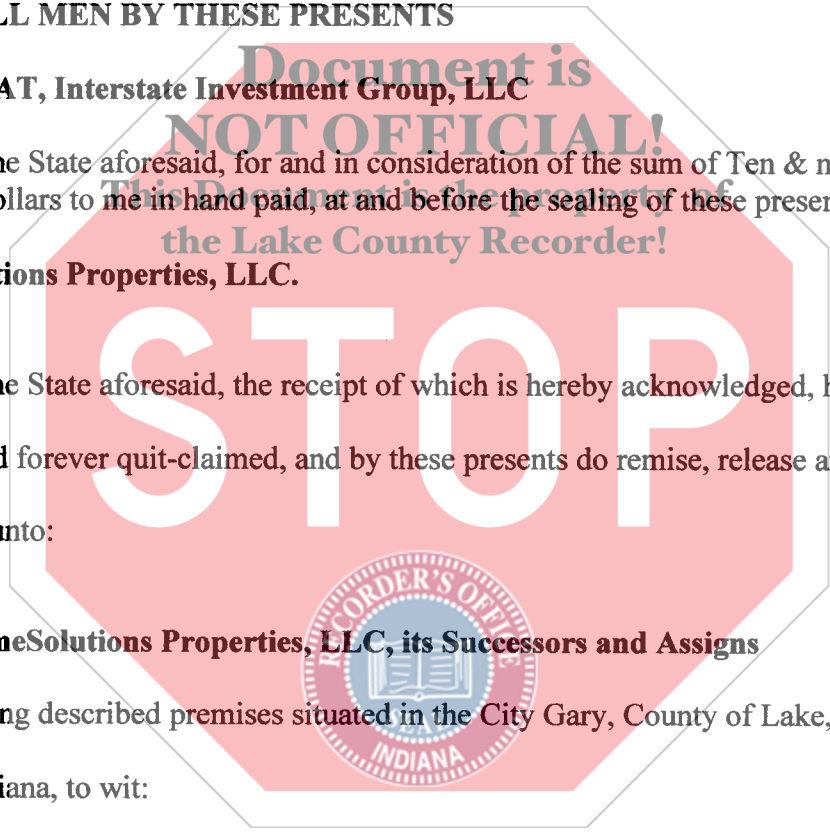 LL MEN BY THESE PRESENTS
Document is
AT, Interstate Investment Group, LLC
NOT OFFICIAL!
he State aforesaid, for and in consideration of the sum of Ten & n
This Document is the property of
ollars to me in hand paid, at and before the sealing of these presen
the Lake County Recorder!
tions Properties, LLC.
STOP
he State aforesaid, the receipt of which is hereby acknowledged, h
d forever quit-claimed, and by these presents do remise, release a
unto:
RECORDER'S OFFICE
meSolutions Properties, LLC, its Successors and Assigns
ng described premises situated in the City Gary, County of Lake,
SEAL
INDIANA
iana, to wit: